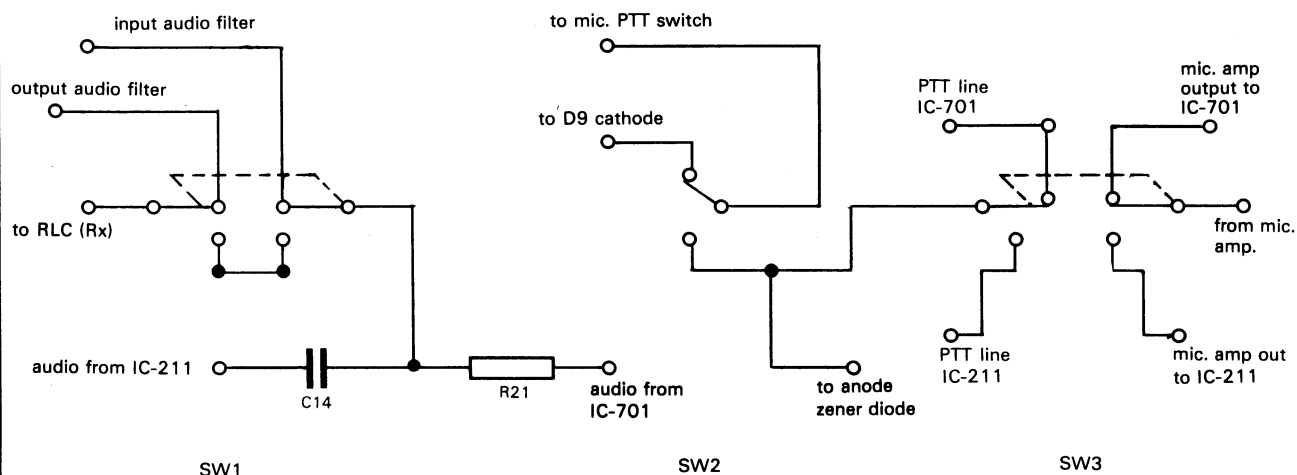 input audio filter
output audio filter
to RLC (Rx)
audio from IC-211
C14
R21
audio from
IC-701
SW1
to mic. PTT switch
to D9 cathode
to anode
zener diode
SW2
PTT line
IC-701
mic. amp
output to
IC-701
from mic.
amp.
PTT line
IC-211
mic. amp out
to IC-211
SW3